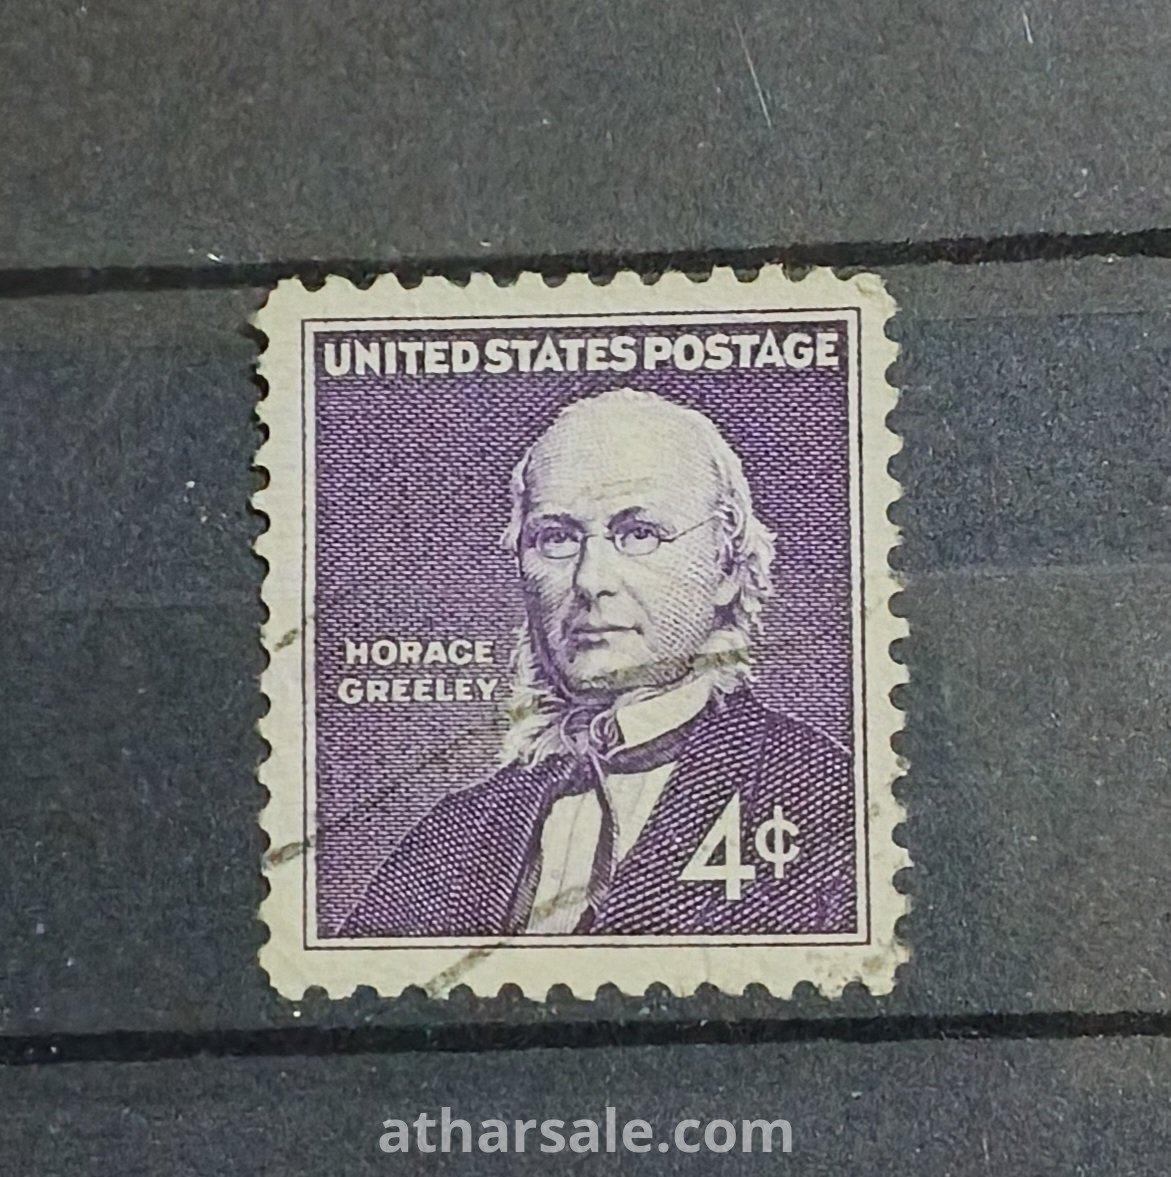 UNITED STATES POSTAGE
HORACE
GREELEY
4¢
atharsale.com